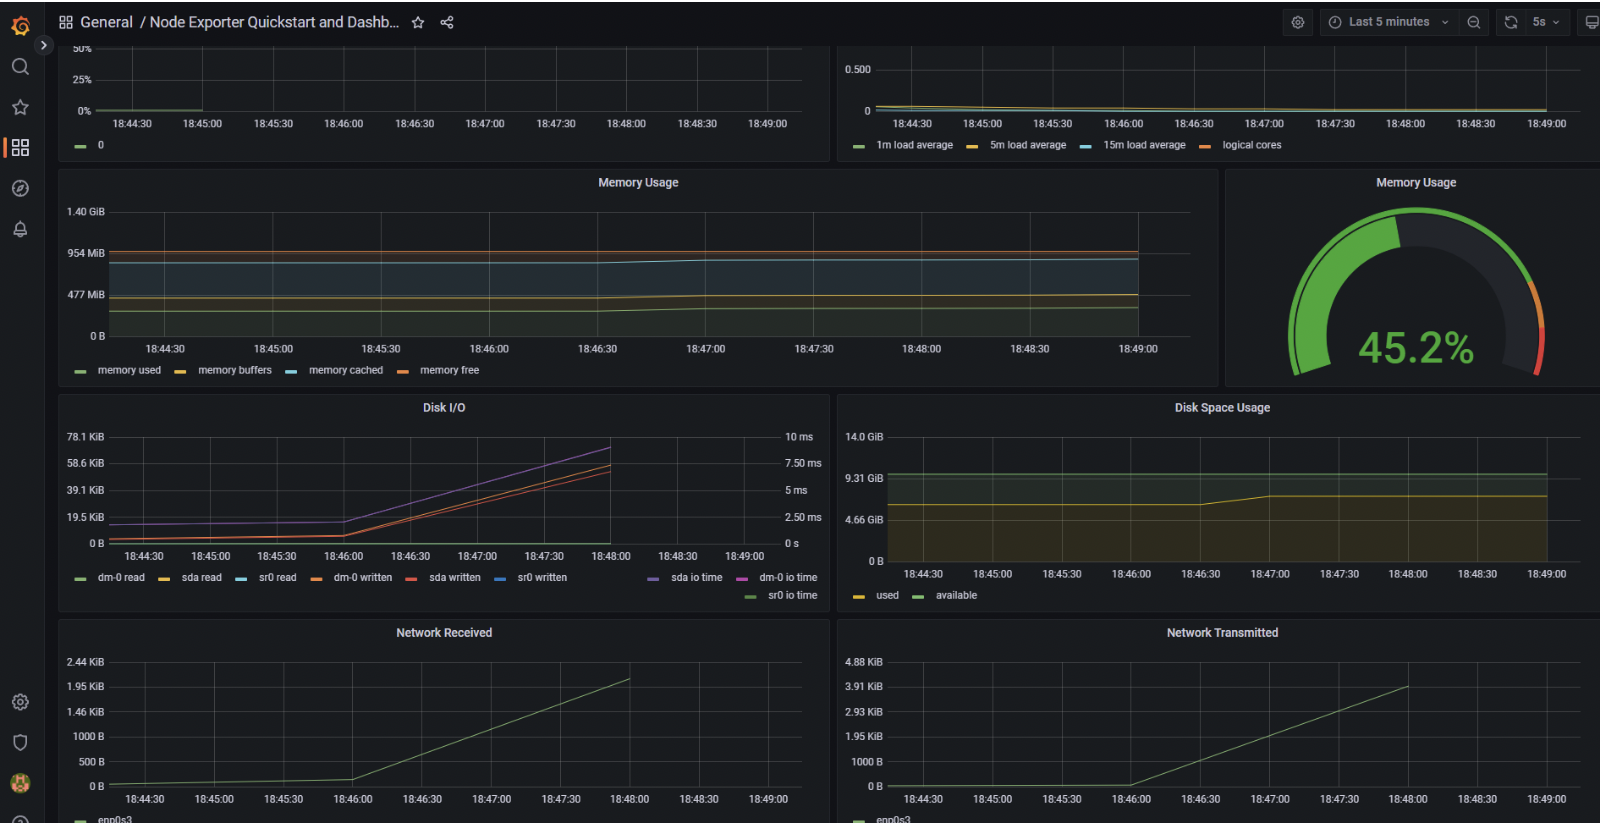 General / Node Exporter Quickstart and Dashb...
Last 5 minutes
5s
50%
25%
0%
18:44:30 18:45:00 18:45:30 18:46:00 18:46:30 18:47:00 18:47:30 18:48:00 18:48:30 18:49:00
0
0.500
0
18:44:30 18:45:00 18:45:30 18:46:00 18:46:30 18:47:00 18:47:30 18:48:00 18:48:30 18:49:00
1m load average 5m load average 15m load average logical cores
Memory Usage
1.40 GiB
954 MiB
477 MiB
0 B
18:44:30 18:45:00 18:45:30 18:46:00 18:46:30 18:47:00 18:47:30 18:48:00 18:48:30 18:49:00
memory used memory buffers memory cached memory free
Memory Usage
45.2%
Disk I/O
78.1 KiB 10 ms
58.6 KiB 7.50 ms
39.1 KiB 5 ms
19.5 KiB 2.50 ms
0 B 0 s
18:44:30 18:45:00 18:45:30 18:46:00 18:46:30 18:47:00 18:47:30 18:48:00 18:48:30 18:49:00
dm-0 read sda read sr0 read dm-0 written sda written sr0 written sda io time dm-0 io time
sr0 io time
Disk Space Usage
14.0 GiB
9.31 GiB
4.66 GiB
0 B
18:44:30 18:45:00 18:45:30 18:46:00 18:46:30 18:47:00 18:47:30 18:48:00 18:48:30 18:49:00
used available
Network Received
2.44 KiB
1.95 KiB
1.46 KiB
1000 B
500 B
0 B
18:44:30 18:45:00 18:45:30 18:46:00 18:46:30 18:47:00 18:47:30 18:48:00 18:48:30 18:49:00
enp0s3
Network Transmitted
4.88 KiB
3.91 KiB
2.93 KiB
1.95 KiB
1000 B
0 B
18:44:30 18:45:00 18:45:30 18:46:00 18:46:30 18:47:00 18:47:30 18:48:00 18:48:30 18:49:00
enp0s3